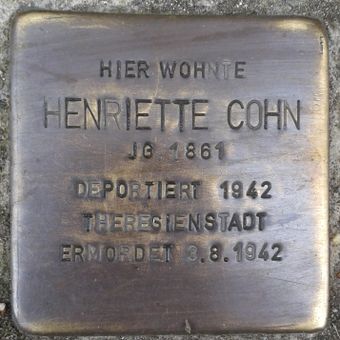 HIER WOHNTE
HENRIETTE COHN
JG. 1861
DEPORTIERT 1942
THERESIENSTADT
ERMORDET 3.8.1942